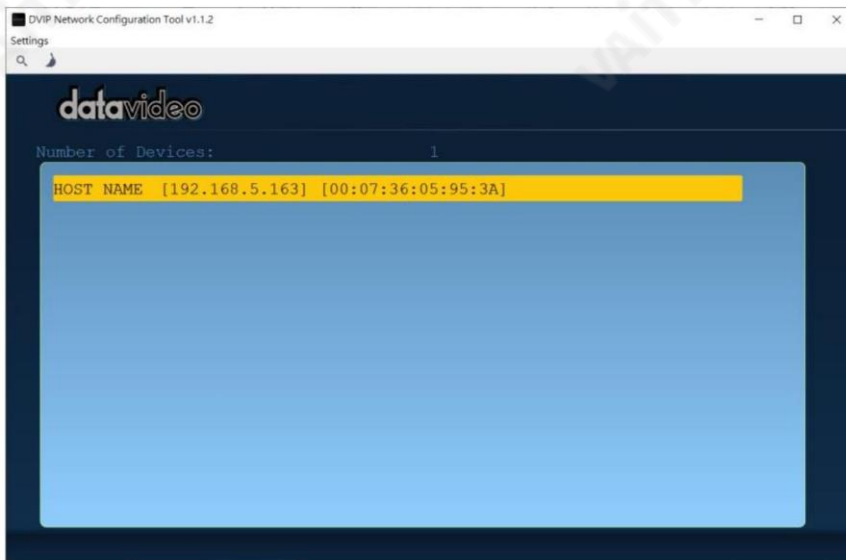 DVIP Network Configuration Tool v1.1.2
Settings
datavideo
Number of Devices: 1
HOST NAME [192.168.5.163] [00:07:36:05:95:3A]